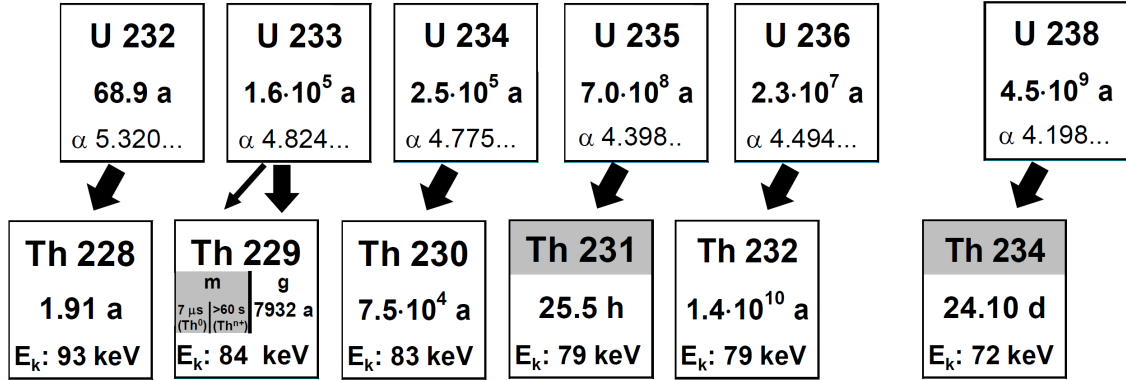 U 232
68.9 a
α 5.320...
U 233
1.6·10⁵ a
α 4.824...
U 234
2.5·10⁵ a
α 4.775...
U 235
7.0·10⁸ a
α 4.398..
U 236
2.3·10⁷ a
α 4.494...
U 238
4.5·10⁹ a
α 4.198...
Th 228
1.91 a
Eₖ: 93 keV
Th 229
m g
7 μs >60 s 7932 a
(Th⁰) (Thⁿ⁺)
Eₖ: 84 keV
Th 230
7.5·10⁴ a
Eₖ: 83 keV
Th 231
25.5 h
Eₖ: 79 keV
Th 232
1.4·10¹⁰ a
Eₖ: 79 keV
Th 234
24.10 d
Eₖ: 72 keV